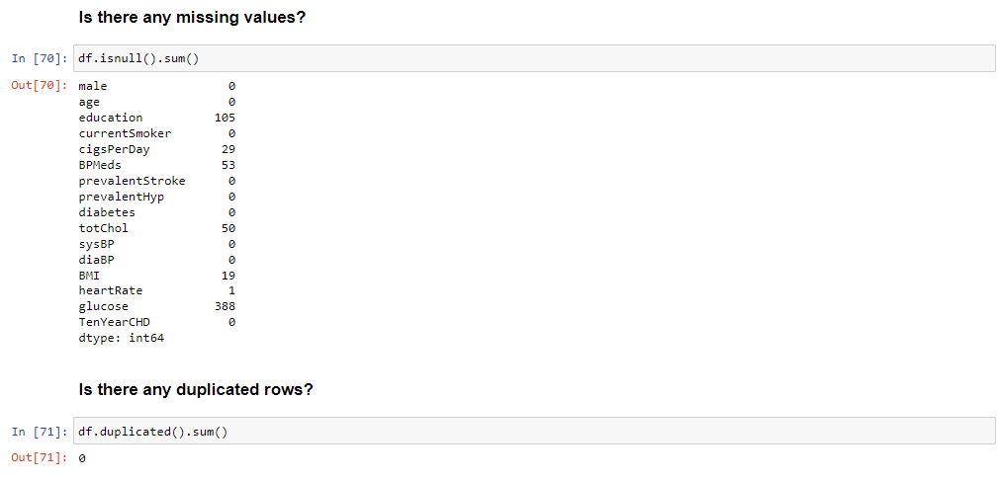 Is there any missing values?
In [70]: df.isnull().sum()
Out[70]: male 0
age 0
education 105
currentSmoker 0
cigsPerDay 29
BPMeds 53
prevalentStroke 0
prevalentHyp 0
diabetes 0
totChol 50
sysBP 0
diaBP 0
BMI 19
heartRate 1
glucose 388
TenYearCHD 0
dtype: int64
Is there any duplicated rows?
In [71]: df.duplicated().sum()
Out[71]: 0